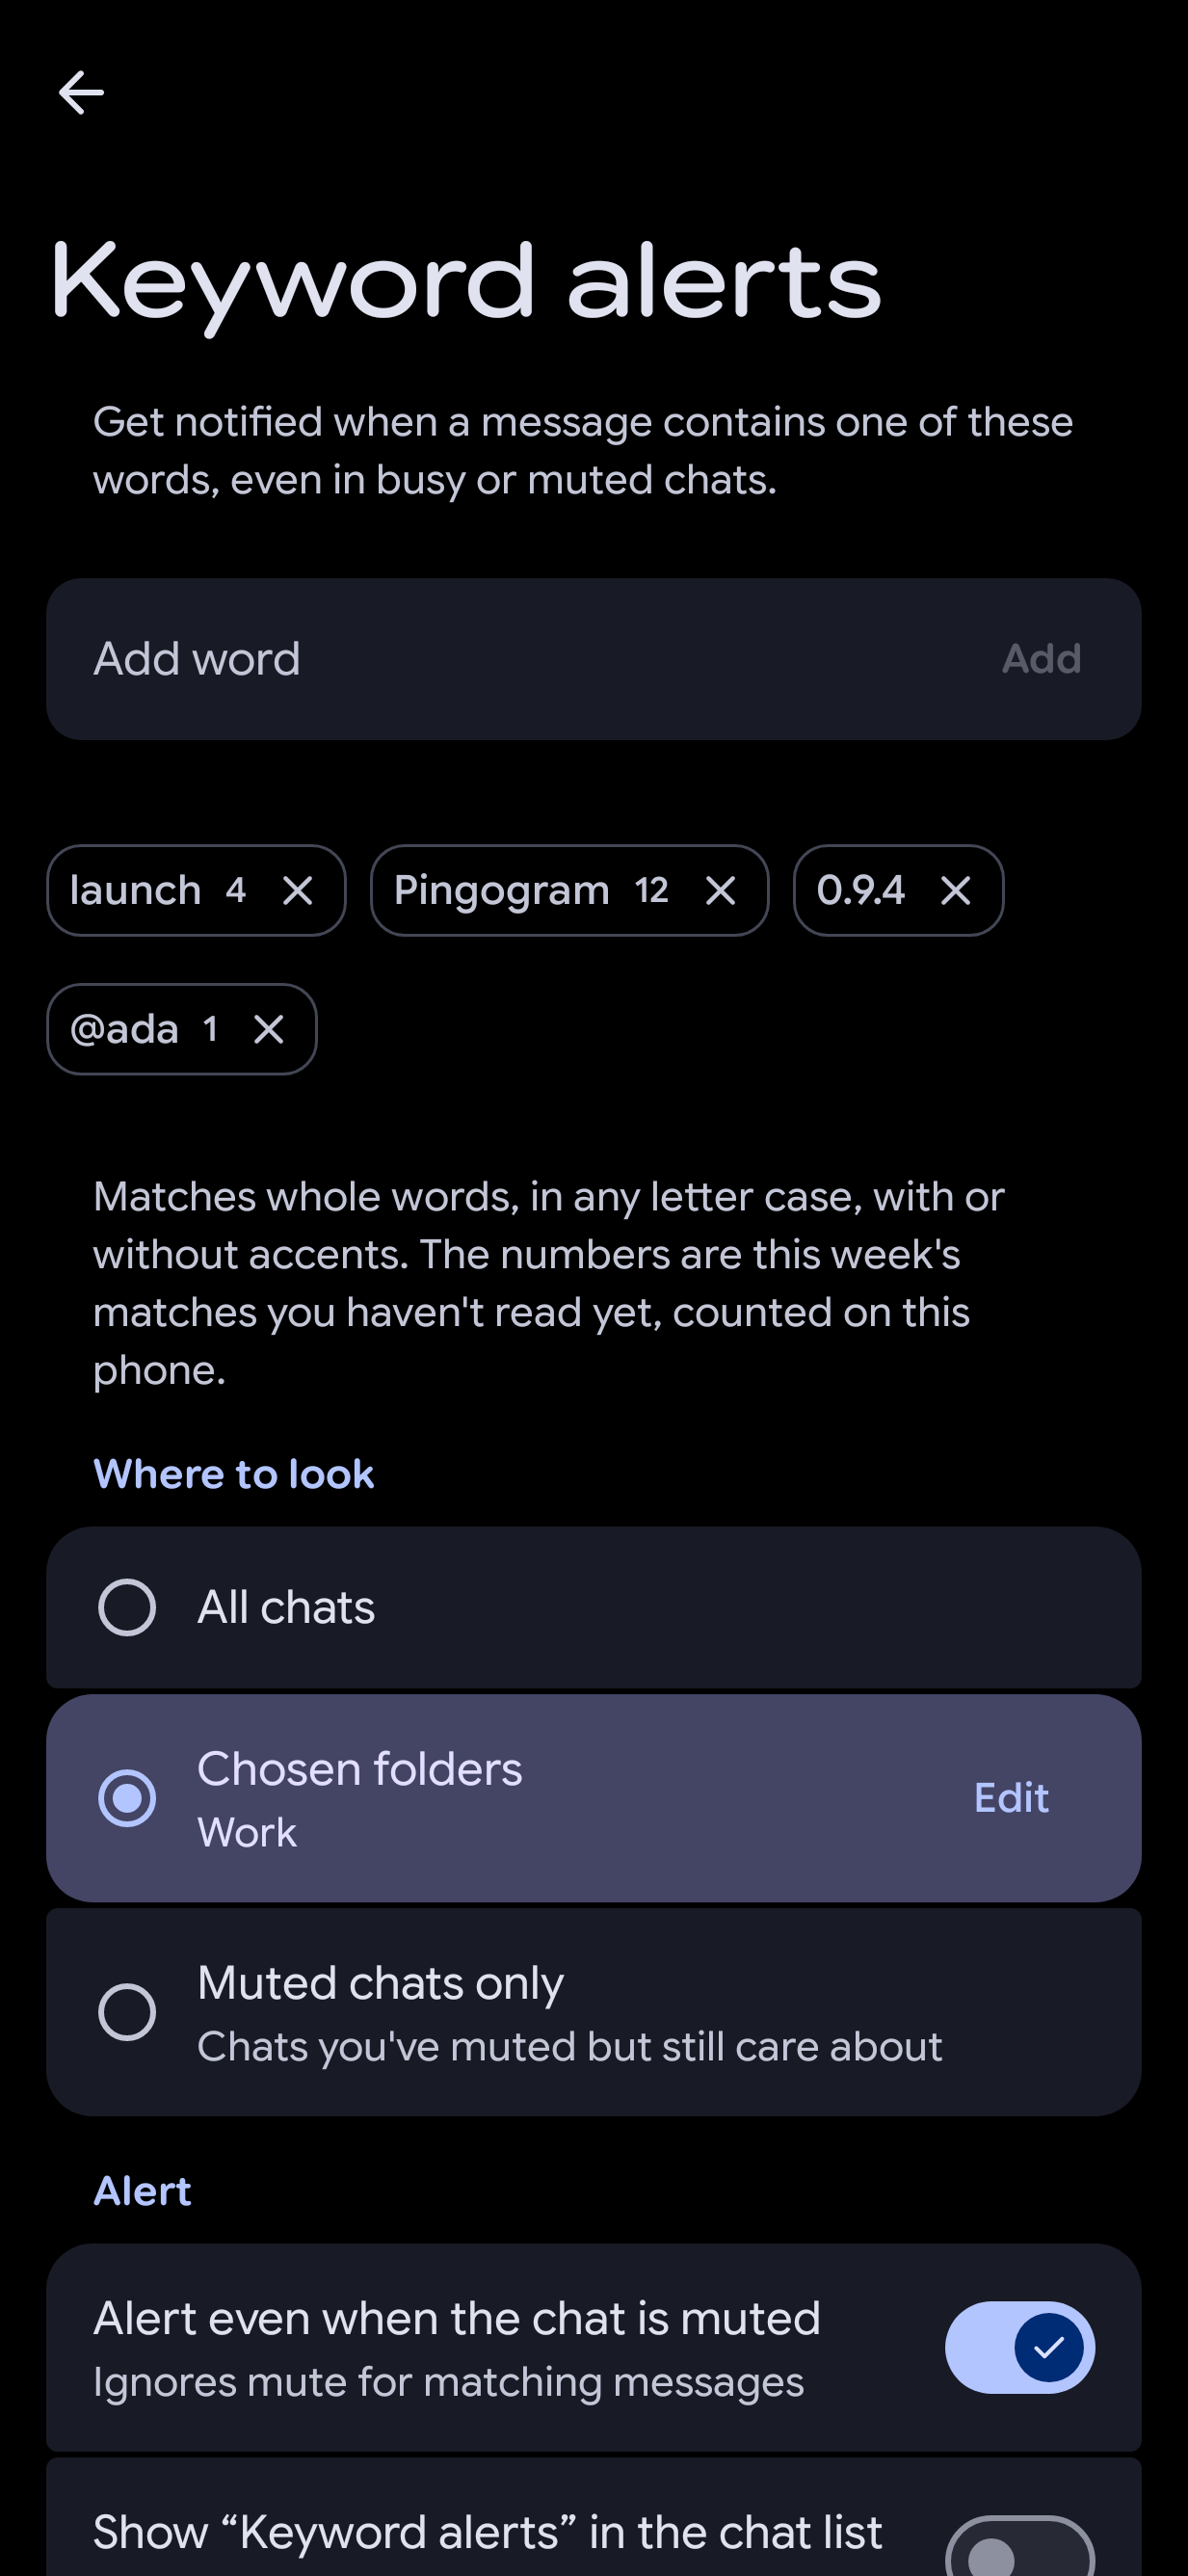 Keyword alerts
Get notified when a message contains one of these
words, even in busy or muted chats.
Add word Add
launch 4 Pingogram 12 0.9.4
@ada 1
Matches whole words, in any letter case, with or
without accents. The numbers are this week's
matches you haven't read yet, counted on this
phone.
Where to look
All chats
Chosen folders
Work
Edit
Muted chats only
Chats you've muted but still care about
Alert
Alert even when the chat is muted
Ignores mute for matching messages
Show “Keyword alerts” in the chat list